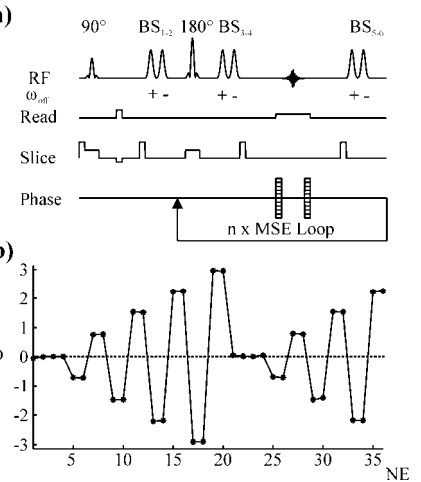 a)
90° BS1-2 180° BS3-4 BS5-6
RF
ωoff + - + - + -
Read
Slice
Phase
n x MSE Loop
b)
3
2
1
0
-1
-2
-3
5 10 15 20 25 30 35
NE